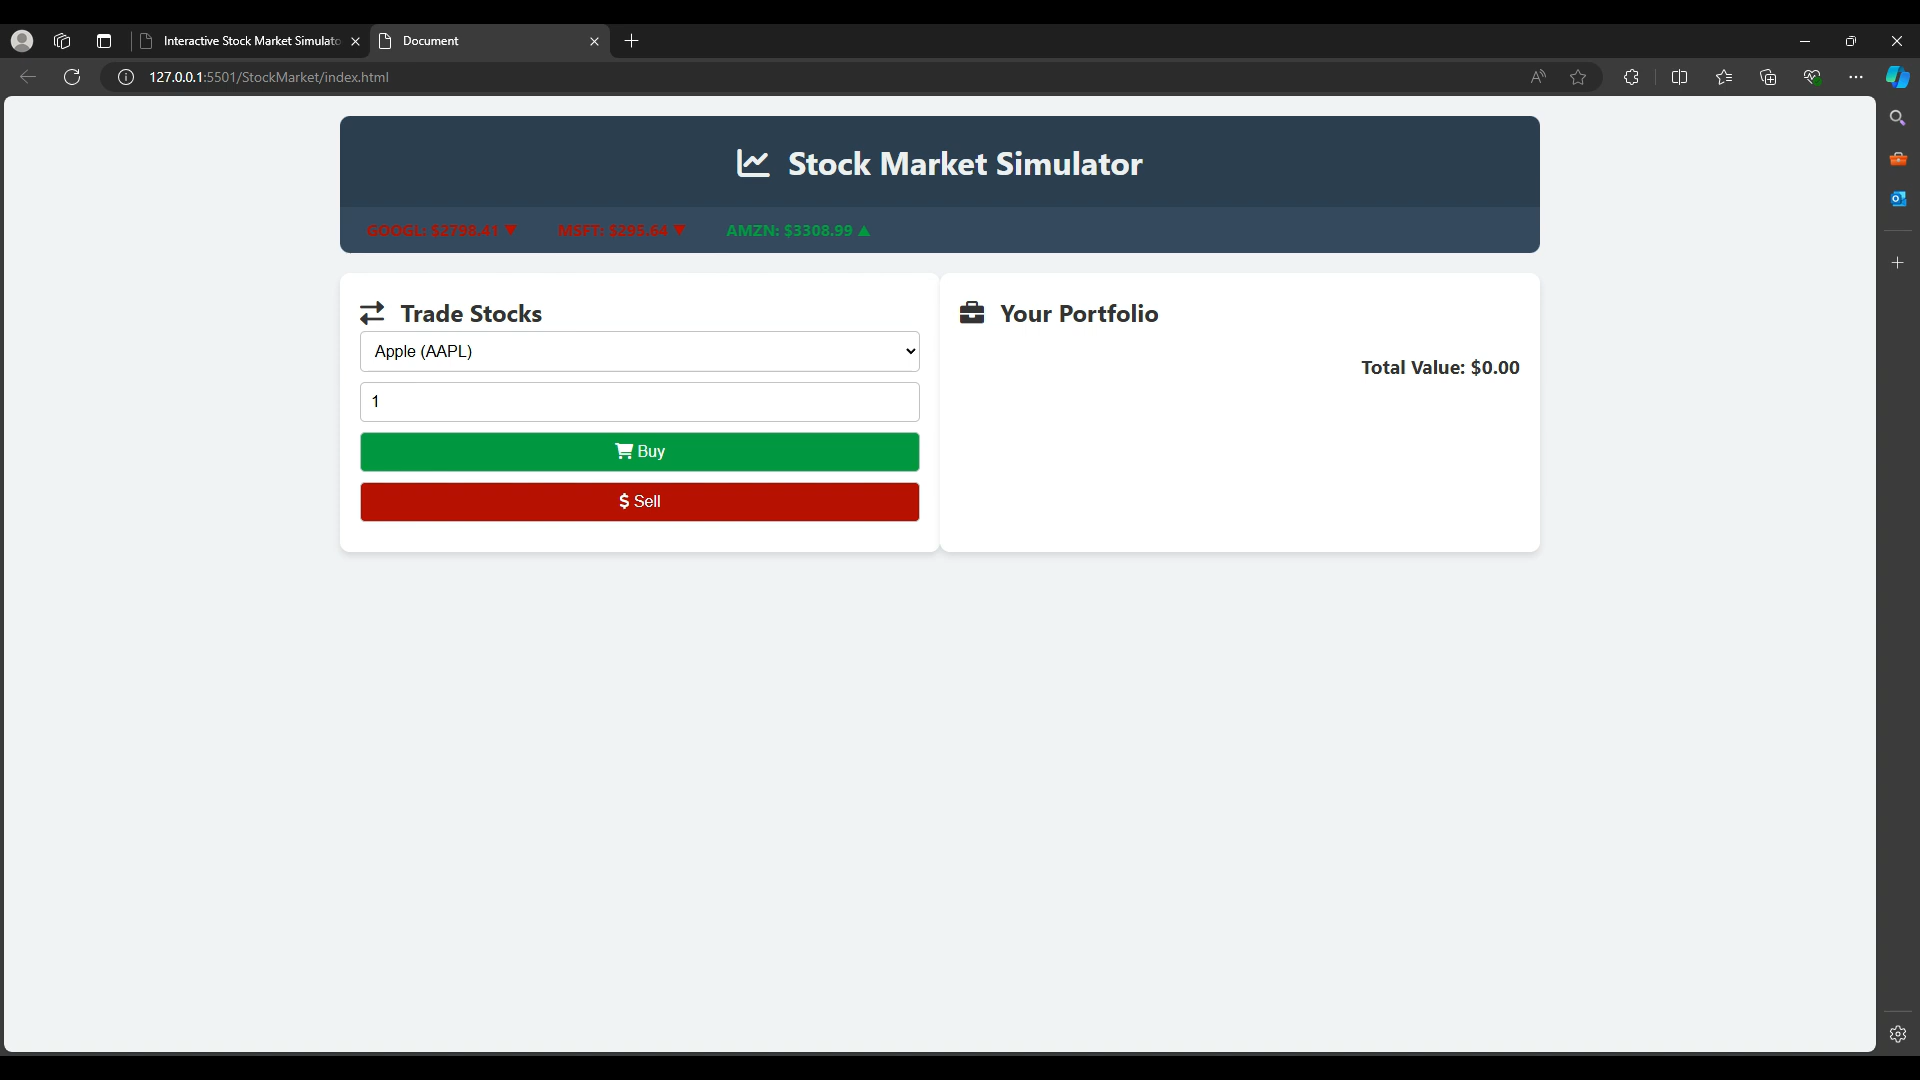 Interactive Stock Market Simulato
Document
127.0.0.1:5501/StockMarket/index.html
Stock Market Simulator
GOOGL: $2798.41 ▼ MSFT: $295.64 ▼ AMZN: $3308.99 ▲
Trade Stocks
Apple (AAPL)
1
Buy
$ Sell
Your Portfolio
Total Value: $0.00